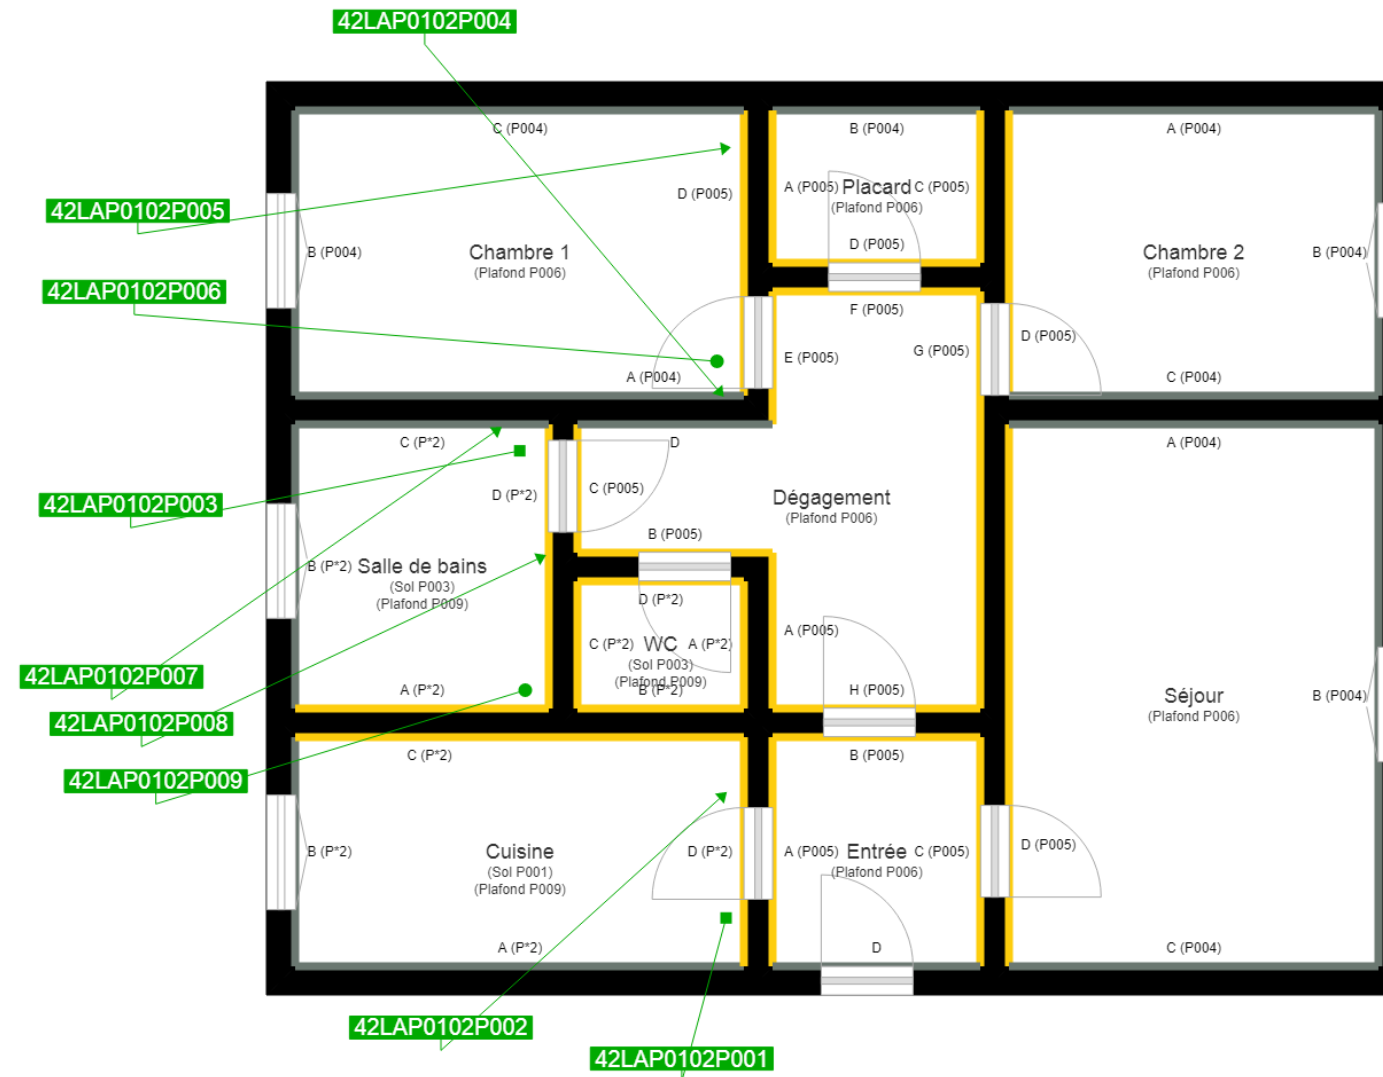 42LAP0102P004
C (P004)
B (P004)
A (P004)
42LAP0102P005
D (P005)
A (P005)
Placard
C (P005)
(Plafond P006)
D (P005)
B (P004)
Chambre 1
(Plafond P006)
Chambre 2
(Plafond P006)
B (P004)
42LAP0102P006
F (P005)
E (P005)
G (P005)
D (P005)
A (P004)
C (P004)
C (P*2)
D
A (P004)
42LAP0102P003
D (P*2)
C (P005)
Dégagement
(Plafond P006)
B (P005)
B (P*2)
Salle de bains
(Sol P003)
(Plafond P009)
D (P*2)
A (P005)
C (P*2)
WC
A (P*2)
(Sol P003)
(Plafond P009)
B (P*2)
42LAP0102P007
A (P*2)
H (P005)
Séjour
(Plafond P006)
B (P004)
42LAP0102P008
C (P*2)
B (P005)
42LAP0102P009
B (P*2)
Cuisine
(Sol P001)
(Plafond P009)
D (P*2)
A (P005)
Entrée
C (P005)
(Plafond P006)
D (P005)
A (P*2)
D
C (P004)
42LAP0102P002
42LAP0102P001